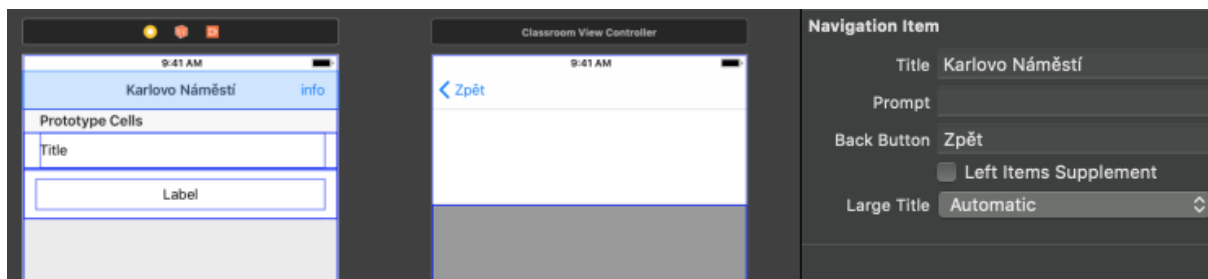 9:41 AM
Karlovo Náměstí
info
Prototype Cells
Title
Label
Classroom View Controller
9:41 AM
Zpět
Navigation Item
Title Karlovo Náměstí
Prompt
Back Button Zpět
Left Items Supplement
Large Title Automatic